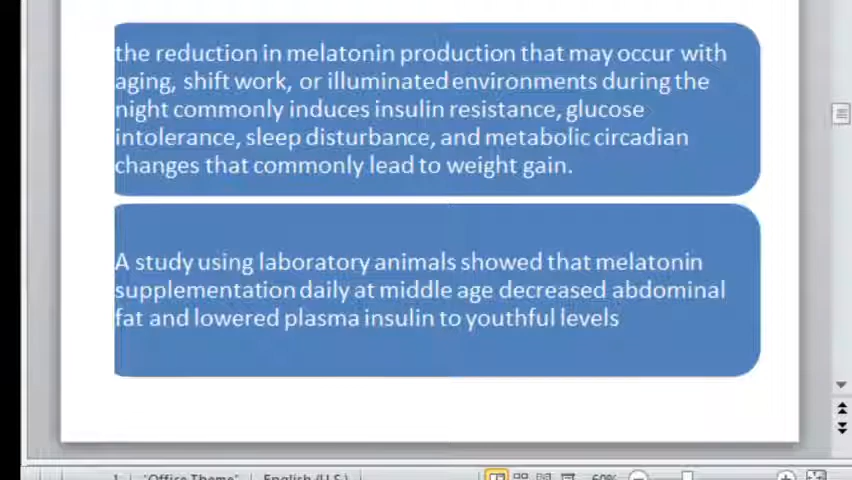 the reduction in melatonin production that may occur with
aging, shift work, or illuminated environments during the
night commonly induces insulin resistance, glucose
intolerance, sleep disturbance, and metabolic circadian
changes that commonly lead to weight gain.
A study using laboratory animals showed that melatonin
supplementation daily at middle age decreased abdominal
fat and lowered plasma insulin to youthful levels
"Office Theme" English (U.S.) 60%